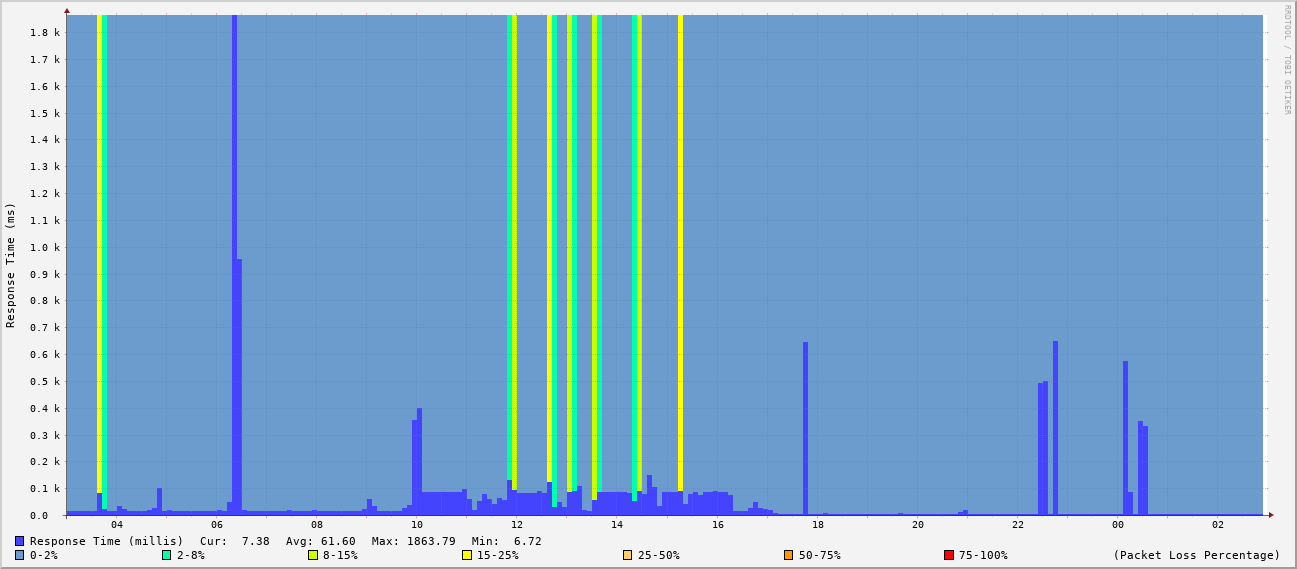 RRDTOOL / TOBI OETIKER
Response Time (ms)
1.8 k
1.7 k
1.6 k
1.5 k
1.4 k
1.3 k
1.2 k
1.1 k
1.0 k
0.9 k
0.8 k
0.7 k
0.6 k
0.5 k
0.4 k
0.3 k
0.2 k
0.1 k
0.0
04 06 08 10 12 14 16 18 20 22 00 02
Response Time (millis) Cur: 7.38 Avg: 61.60 Max: 1863.79 Min: 6.72
0-2% 2-8% 8-15% 15-25% 25-50% 50-75% 75-100% (Packet Loss Percentage)